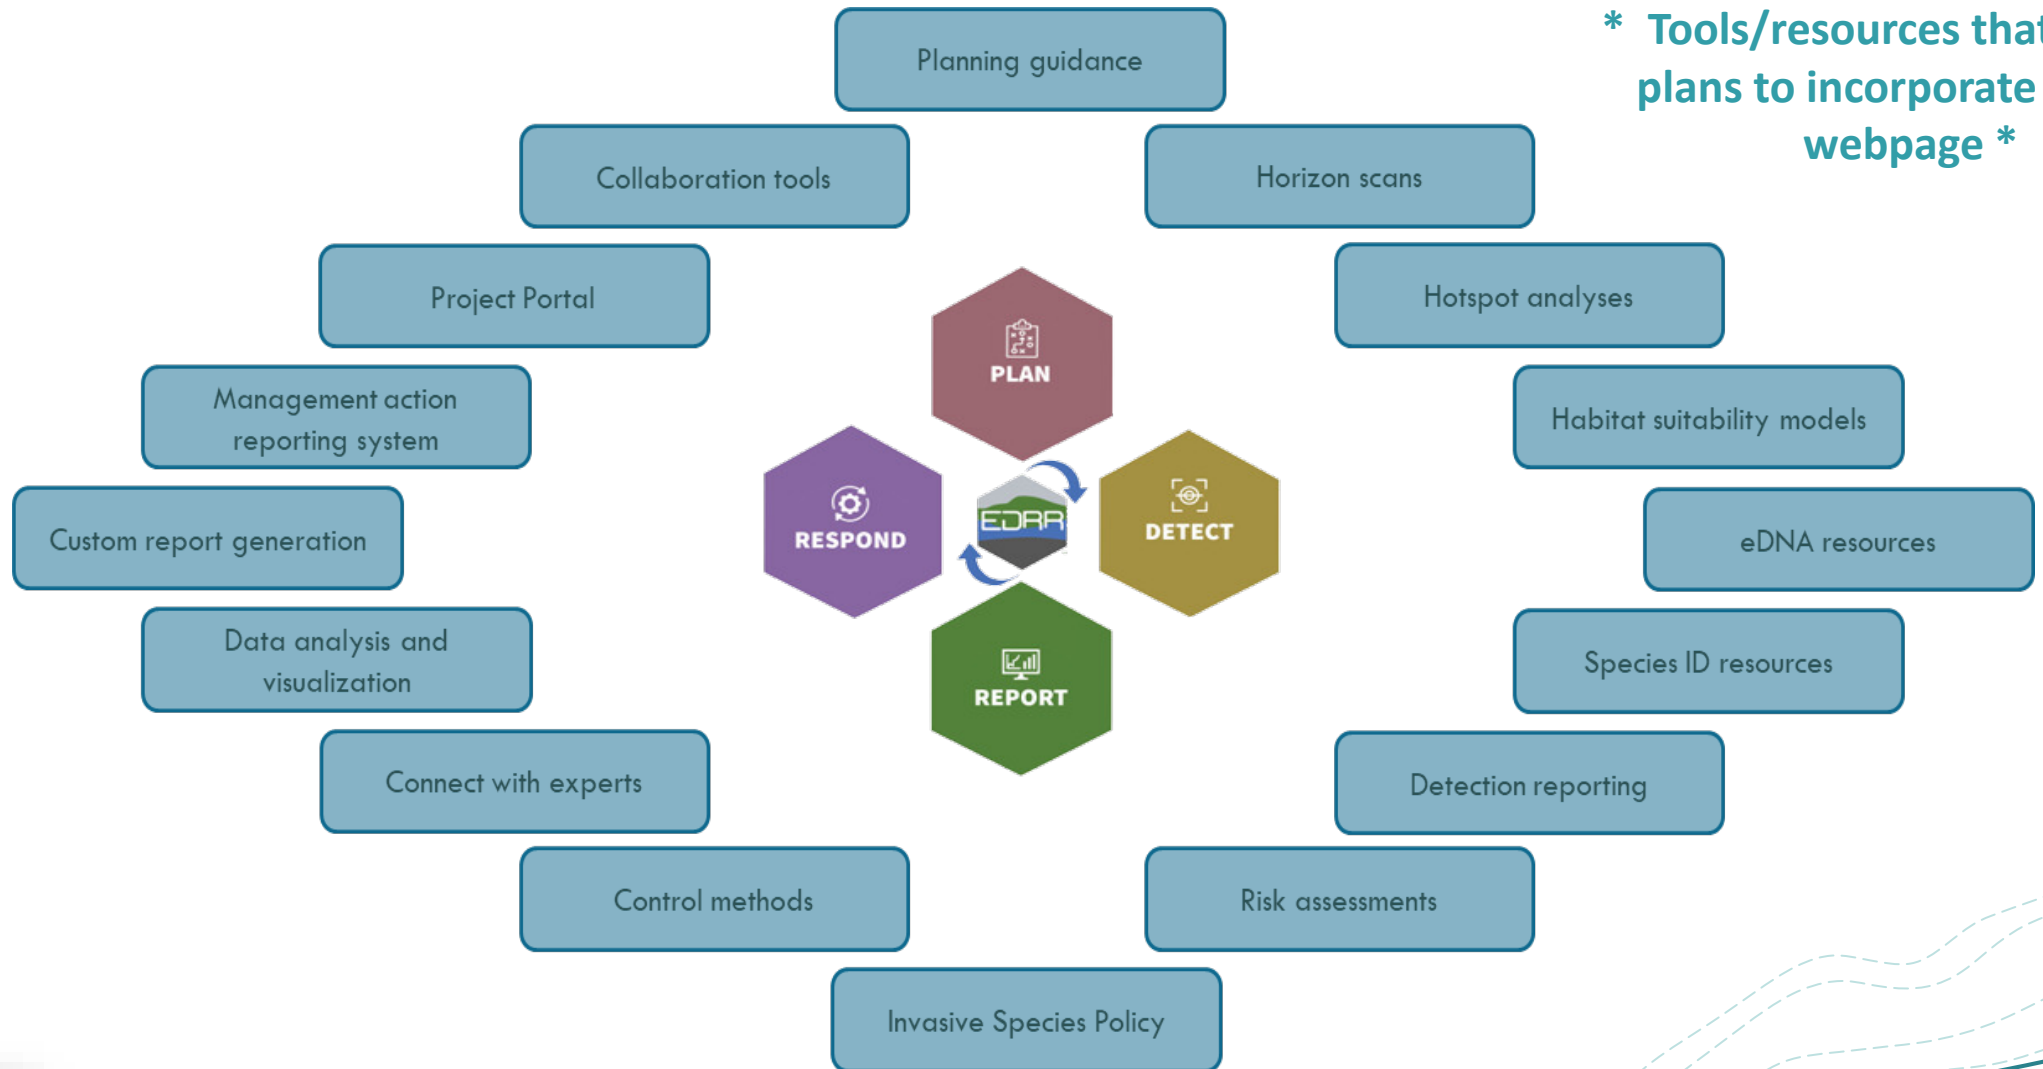 * Tools/resources that
plans to incorporate
webpage *
Planning guidance
Collaboration tools
Horizon scans
Project Portal
Hotspot analyses
Management action
reporting system
Habitat suitability models
Custom report generation
eDNA resources
Data analysis and
visualization
Species ID resources
Connect with experts
Detection reporting
Control methods
Risk assessments
Invasive Species Policy
PLAN
RESPOND
EDRR
DETECT
REPORT